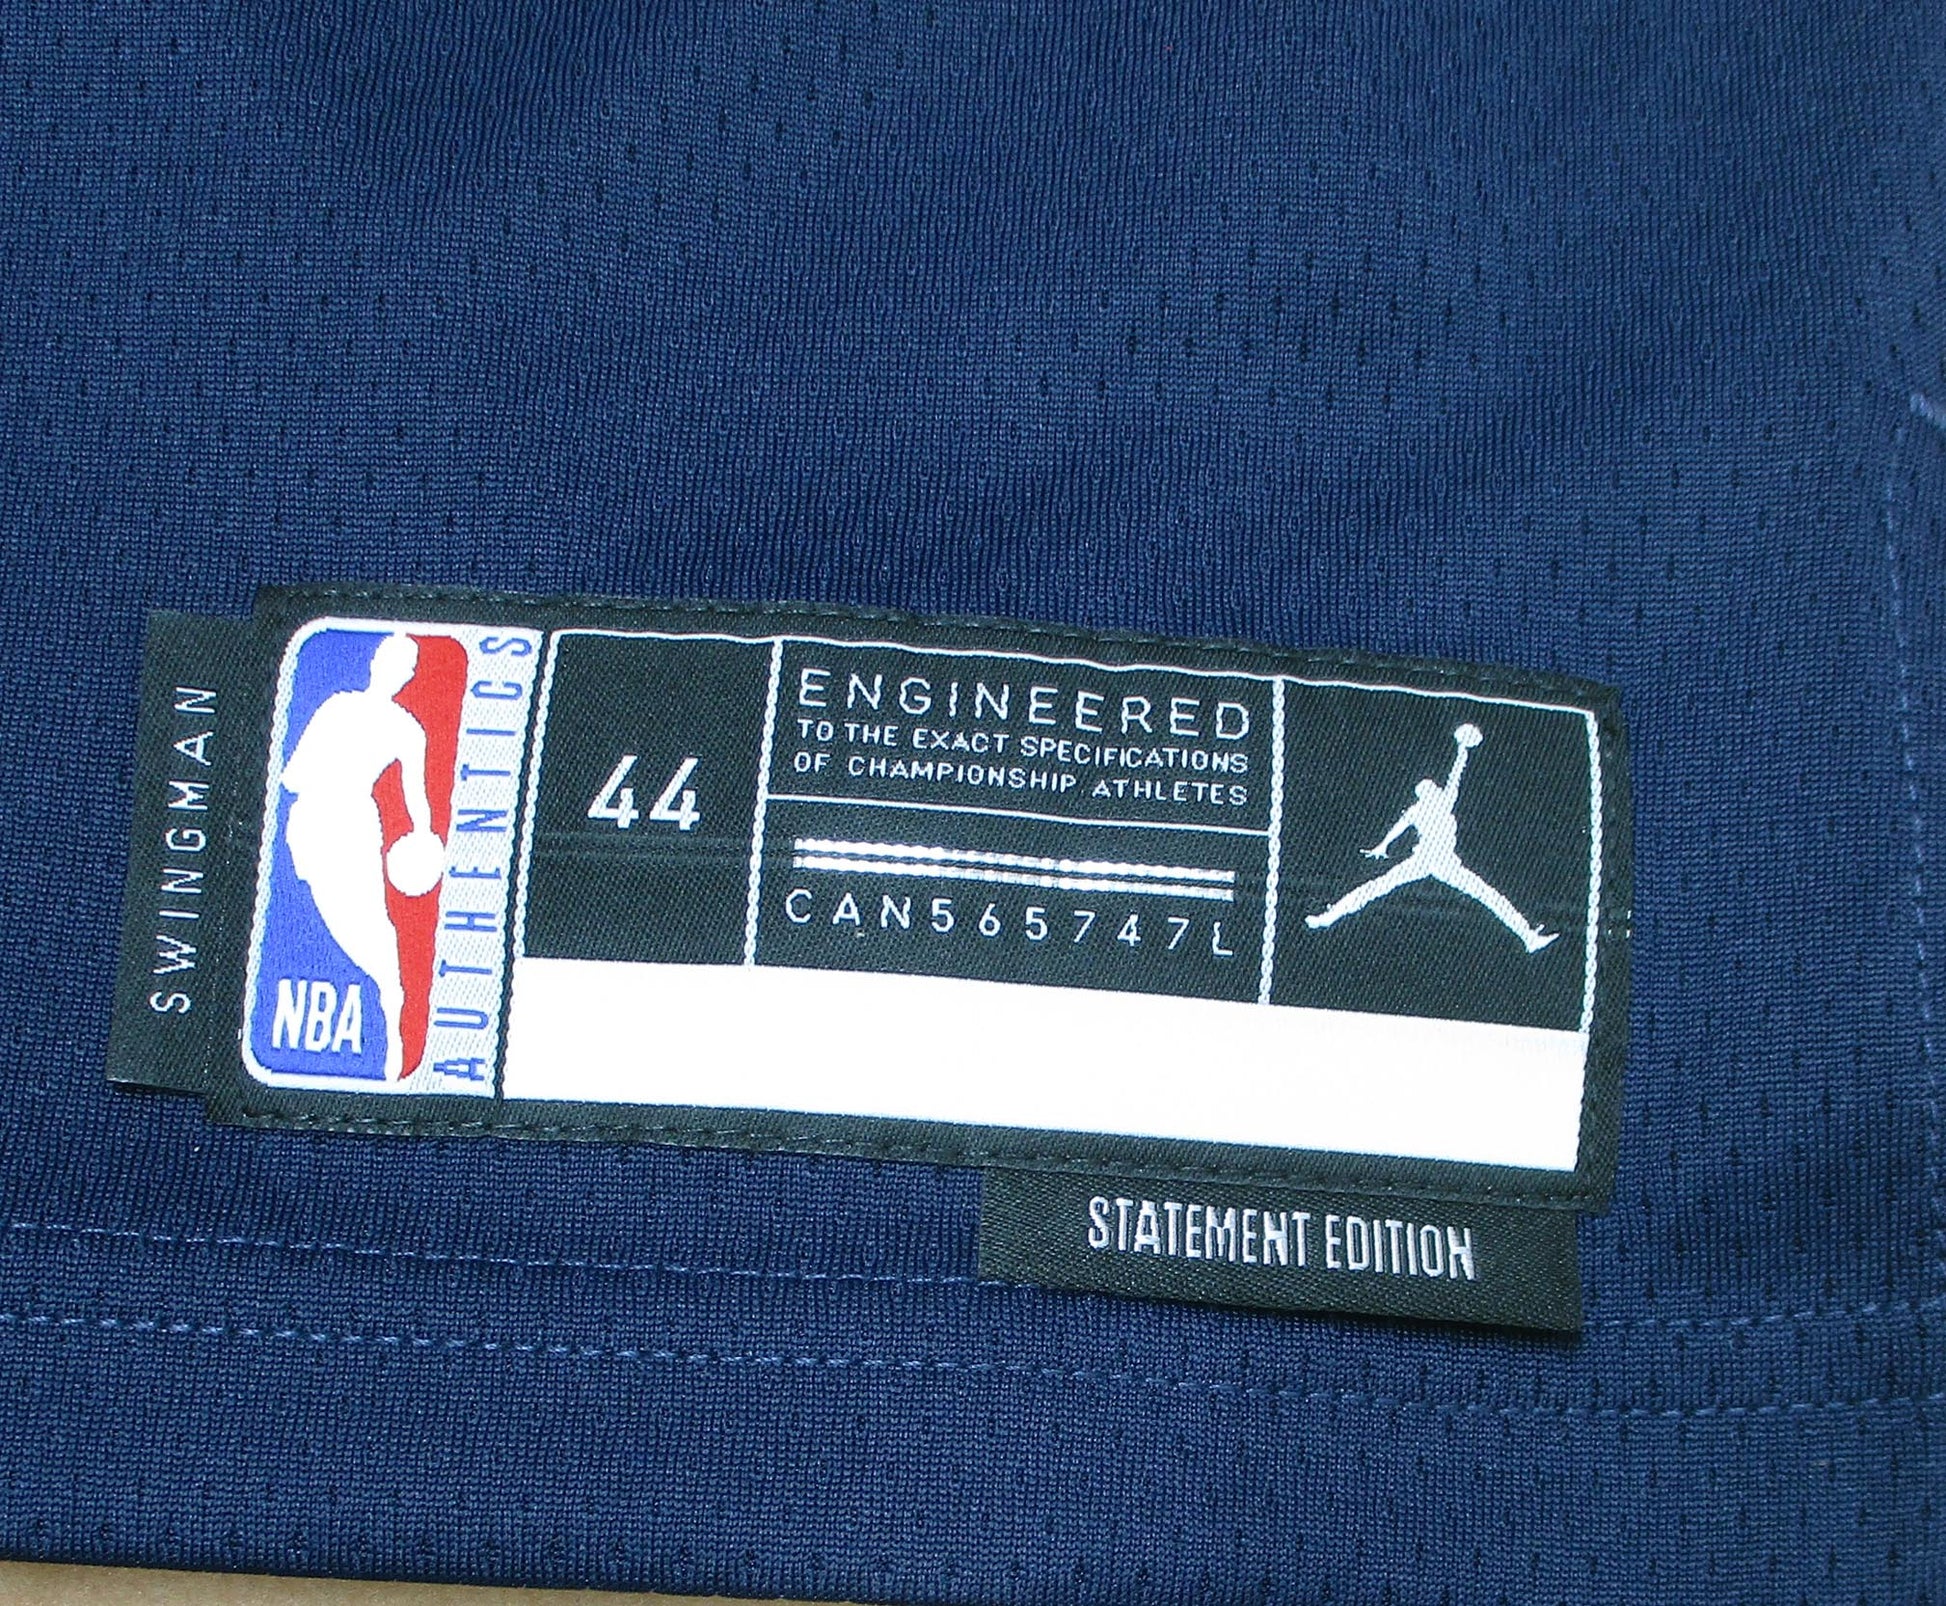 SWINGMAN
NBA
AUTHENTICS
44
ENGINEERED
TO THE EXACT SPECIFICATIONS
OF CHAMPIONSHIP ATHLETES
CAN565747L
STATEMENT EDITION